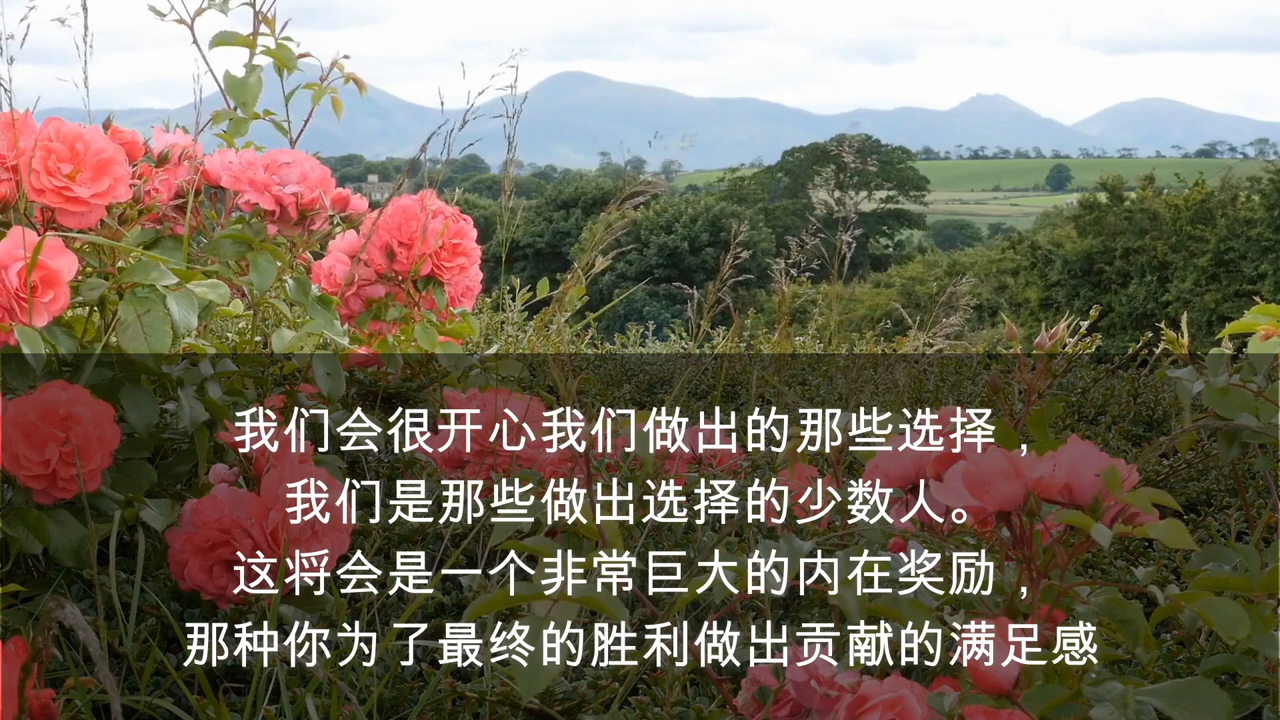 我们会很开心我们做出的那些选择，
我们是那些做出选择的少数人。
这将会是一个非常巨大的内在奖励，
那种你为了最终的胜利做出贡献的满足感